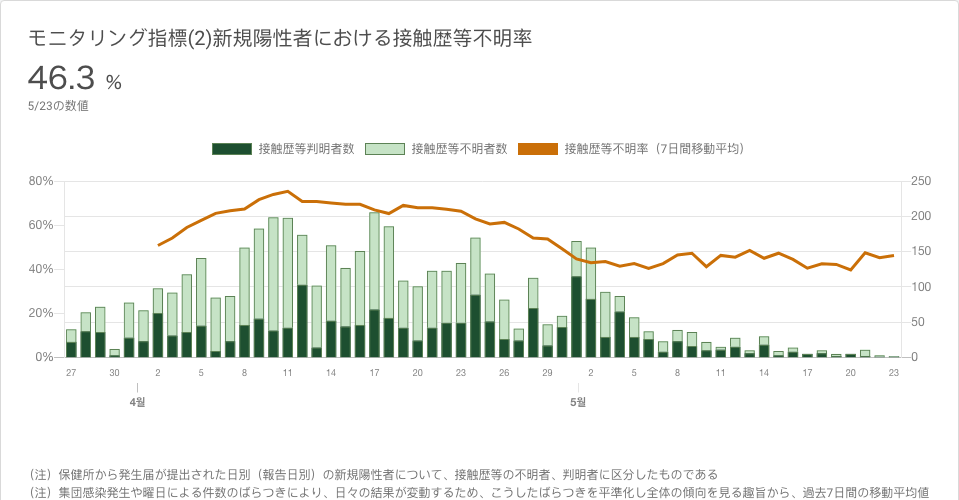 モニタリング指標(2)新規陽性者における接触歴等不明率
46.3 %
5/23の数値
接触歴等判明者数 接触歴等不明者数 接触歴等不明率（7日間移動平均）
80% 250
200
60%
150
40%
100
20%
50
0% 0
27 30 2 5 8 11 14 17 20 23 26 29 2 5 8 11 14 17 20 23
4월 5월
（注）保健所から発生届が提出された日別（報告日別）の新規陽性者について、接触歴等の不明者、判明者に区分したものである
（注）集団感染発生や曜日による件数のばらつきにより、日々の結果が変動するため、こうしたばらつきを平準化し全体の傾向を見る趣旨から、過去7日間の移動平均値